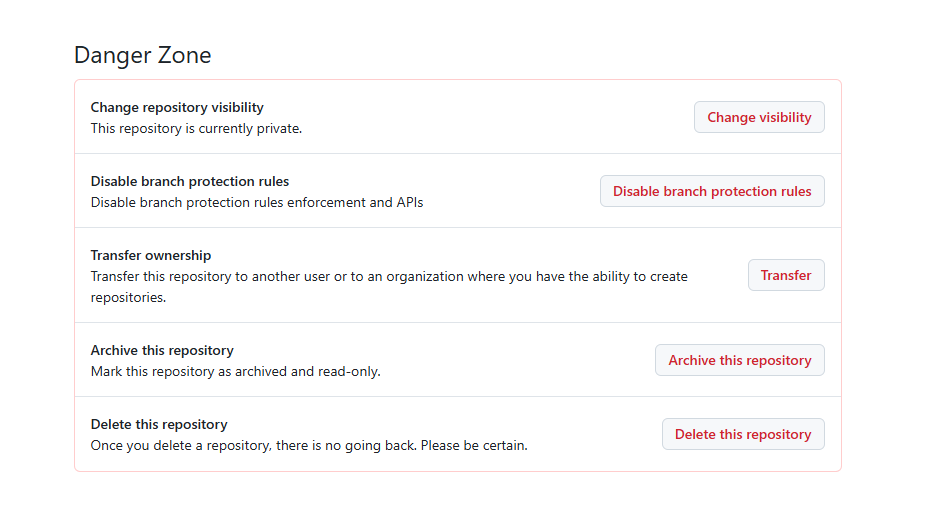 Danger Zone
Change repository visibility
This repository is currently private.
Change visibility
Disable branch protection rules
Disable branch protection rules enforcement and APIs
Disable branch protection rules
Transfer ownership
Transfer this repository to another user or to an organization where you have the ability to create
repositories.
Transfer
Archive this repository
Mark this repository as archived and read-only.
Archive this repository
Delete this repository
Once you delete a repository, there is no going back. Please be certain.
Delete this repository